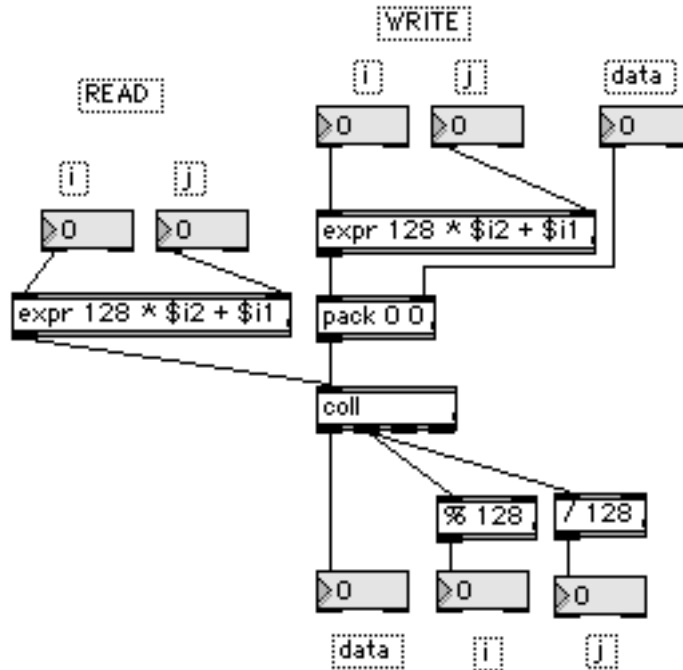 WRITE
i j data
0 0 0
READ
i j
0 0
expr 128 * $i2 + $i1
expr 128 * $i2 + $i1
pack 0 0
coll
% 128 / 128
0 0 0
data i j